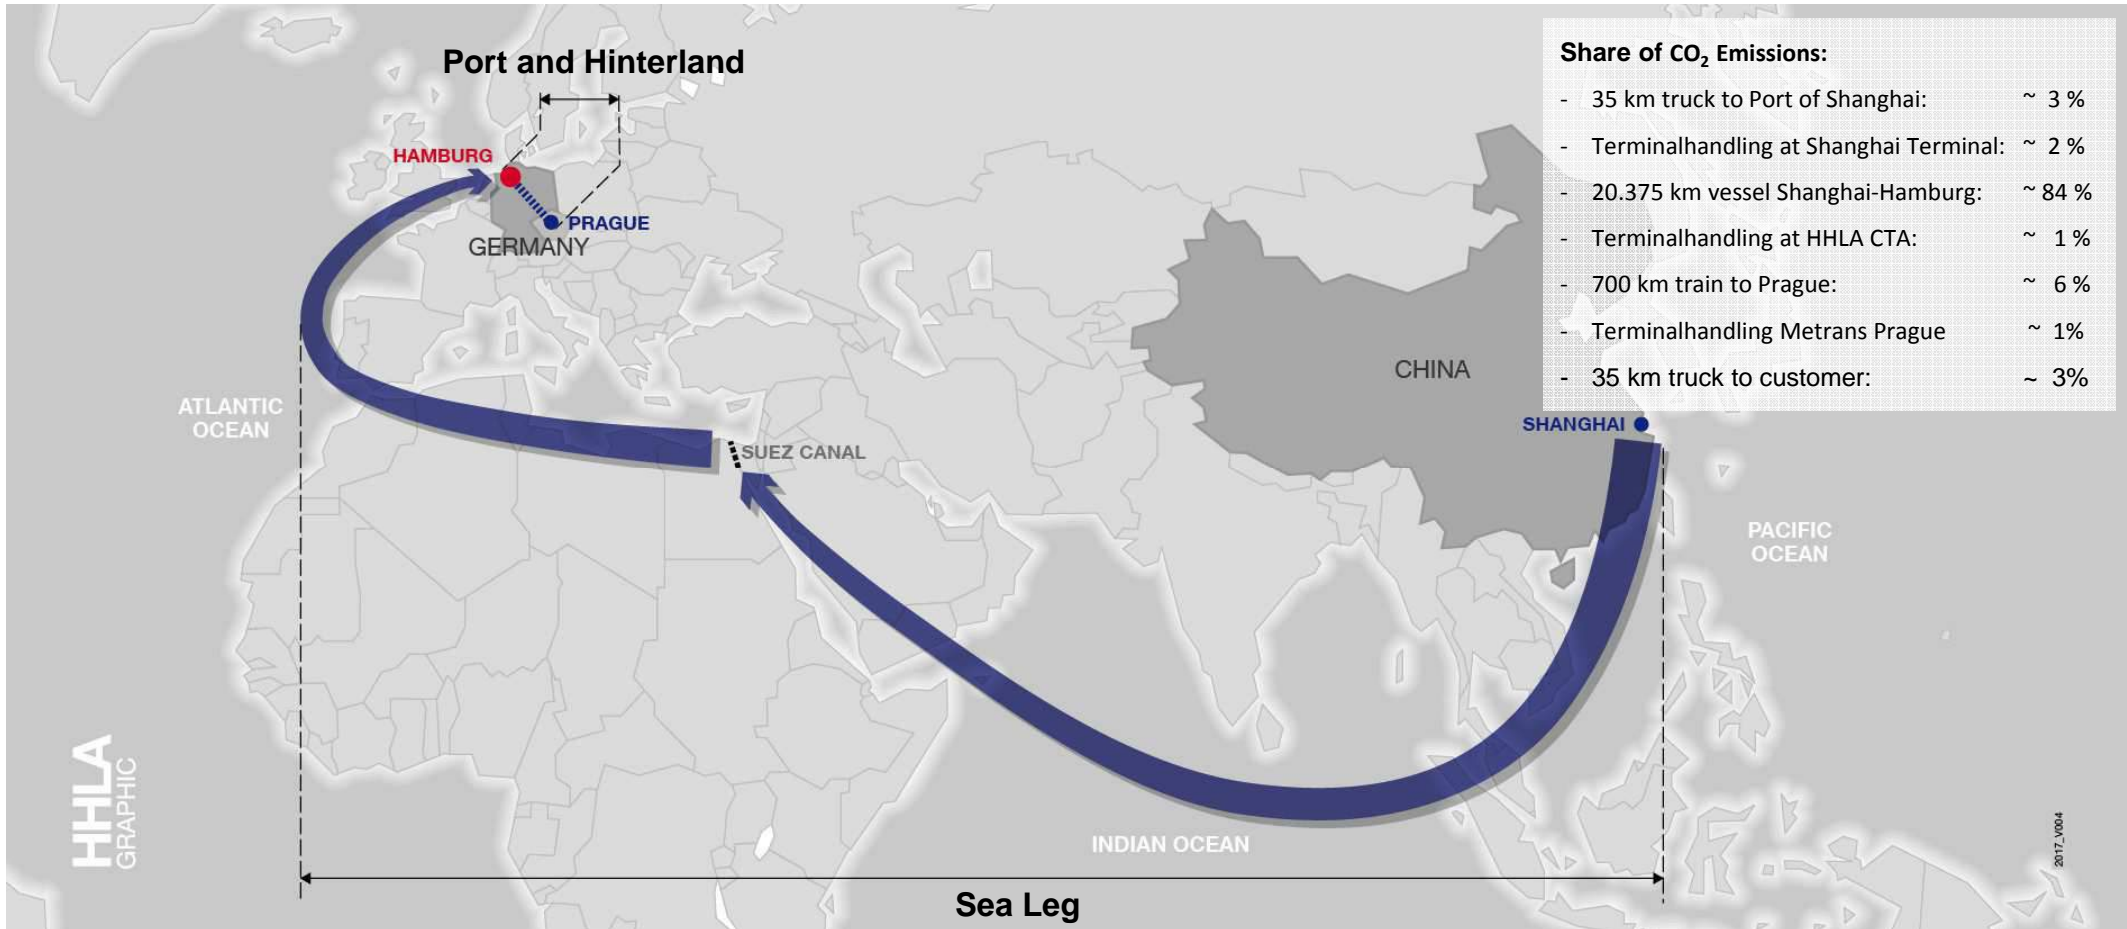 Port and Hinterland
Share of CO₂ Emissions:
- 35 km truck to Port of Shanghai: ~ 3 %
- Terminalhandling at Shanghai Terminal: ~ 2 %
- 20.375 km vessel Shanghai-Hamburg: ~ 84 %
- Terminalhandling at HHLA CTA: ~ 1 %
- 700 km train to Prague: ~ 6 %
- Terminalhandling Metrans Prague ~ 1%
- 35 km truck to customer: ~ 3%
HAMBURG
PRAGUE
GERMANY
CHINA
ATLANTIC
OCEAN
SHANGHAI
SUEZ CANAL
PACIFIC
OCEAN
HHLA
GRAPHIC
INDIAN OCEAN
2017_V004
Sea Leg